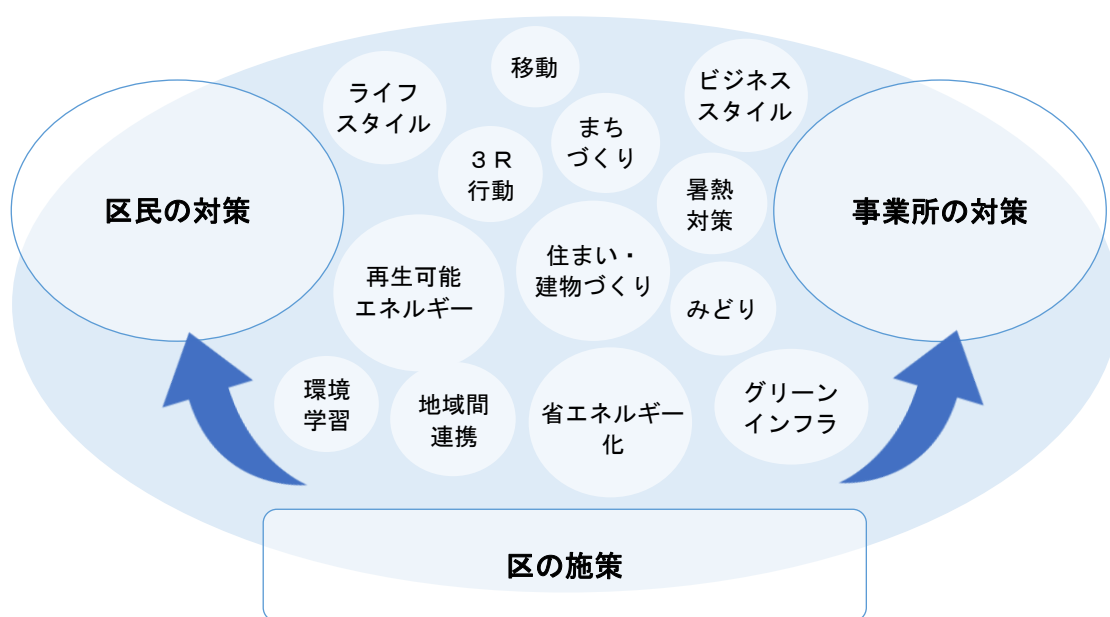 移動
ライフ
スタイル
ビジネス
スタイル
まち
づくり
３Ｒ
行動
暑熱
対策
区民の対策
事業所の対策
住まい・
建物づくり
再生可能
エネルギー
みどり
環境
学習
地域間
連携
省エネルギー
化
グリーン
インフラ
区の施策